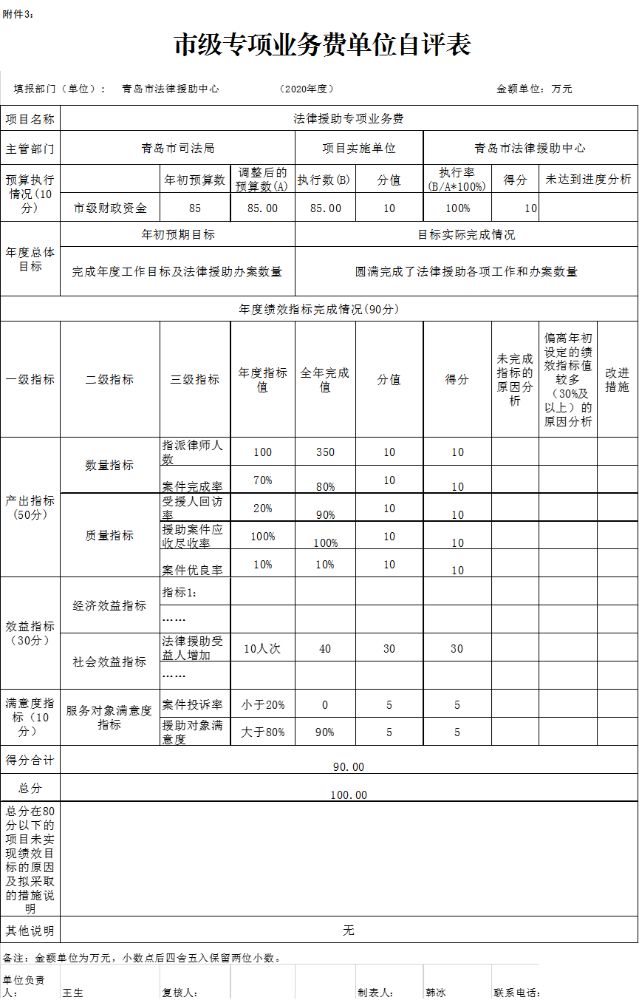 附件3:
市级专项业务费单位自评表
填报部门（单位）: 青岛市法律援助中心 （2020年度） 金额单位：万元
项目名称 法律援助专项业务费
主管部门 青岛市司法局 项目实施单位 青岛市法律援助中心
预算执行情况(10分) 年初预算数 调整后的预算数(A) 执行数(B) 分值 执行率(B/A*100%) 得分 未达到进度分析
市级财政资金 85 85.00 85.00 10 100% 10
年度总体目标 年初预期目标 目标实际完成情况
完成年度工作目标及法律援助办案数量 圆满完成了法律援助各项工作和办案数量
年度绩效指标完成情况(90分)
一级指标 二级指标 三级指标 年度指标值 全年完成值 分值 得分 未完成指标的原因分析 偏离年初设定的绩效指标值较多（30%及以上）的原因分析 改进措施
产出指标(50分) 数量指标 指派律师人数 100 350 10 10
案件完成率 70% 80% 10 10
质量指标 受援人回访率 20% 90% 10 10
援助案件应收尽收率 100% 100% 10 10
案件优良率 10% 10% 10 10
效益指标（30分） 经济效益指标 指标1:
……
社会效益指标 法律援助受益人增加 10人次 40 30 30
……
满意度指标（10分） 服务对象满意度指标 案件投诉率 小于20% 0 5 5
援助对象满意度 大于80% 90% 5 5
得分合计 90.00
总分 100.00
总分在80分以下的项目未实现绩效目标的原因及拟采取的措施说明
其他说明 无
备注：金额单位为万元，小数点后四舍五入保留两位小数。
单位负责人: 王生 复核人: 制表人: 韩冰 联系电话: